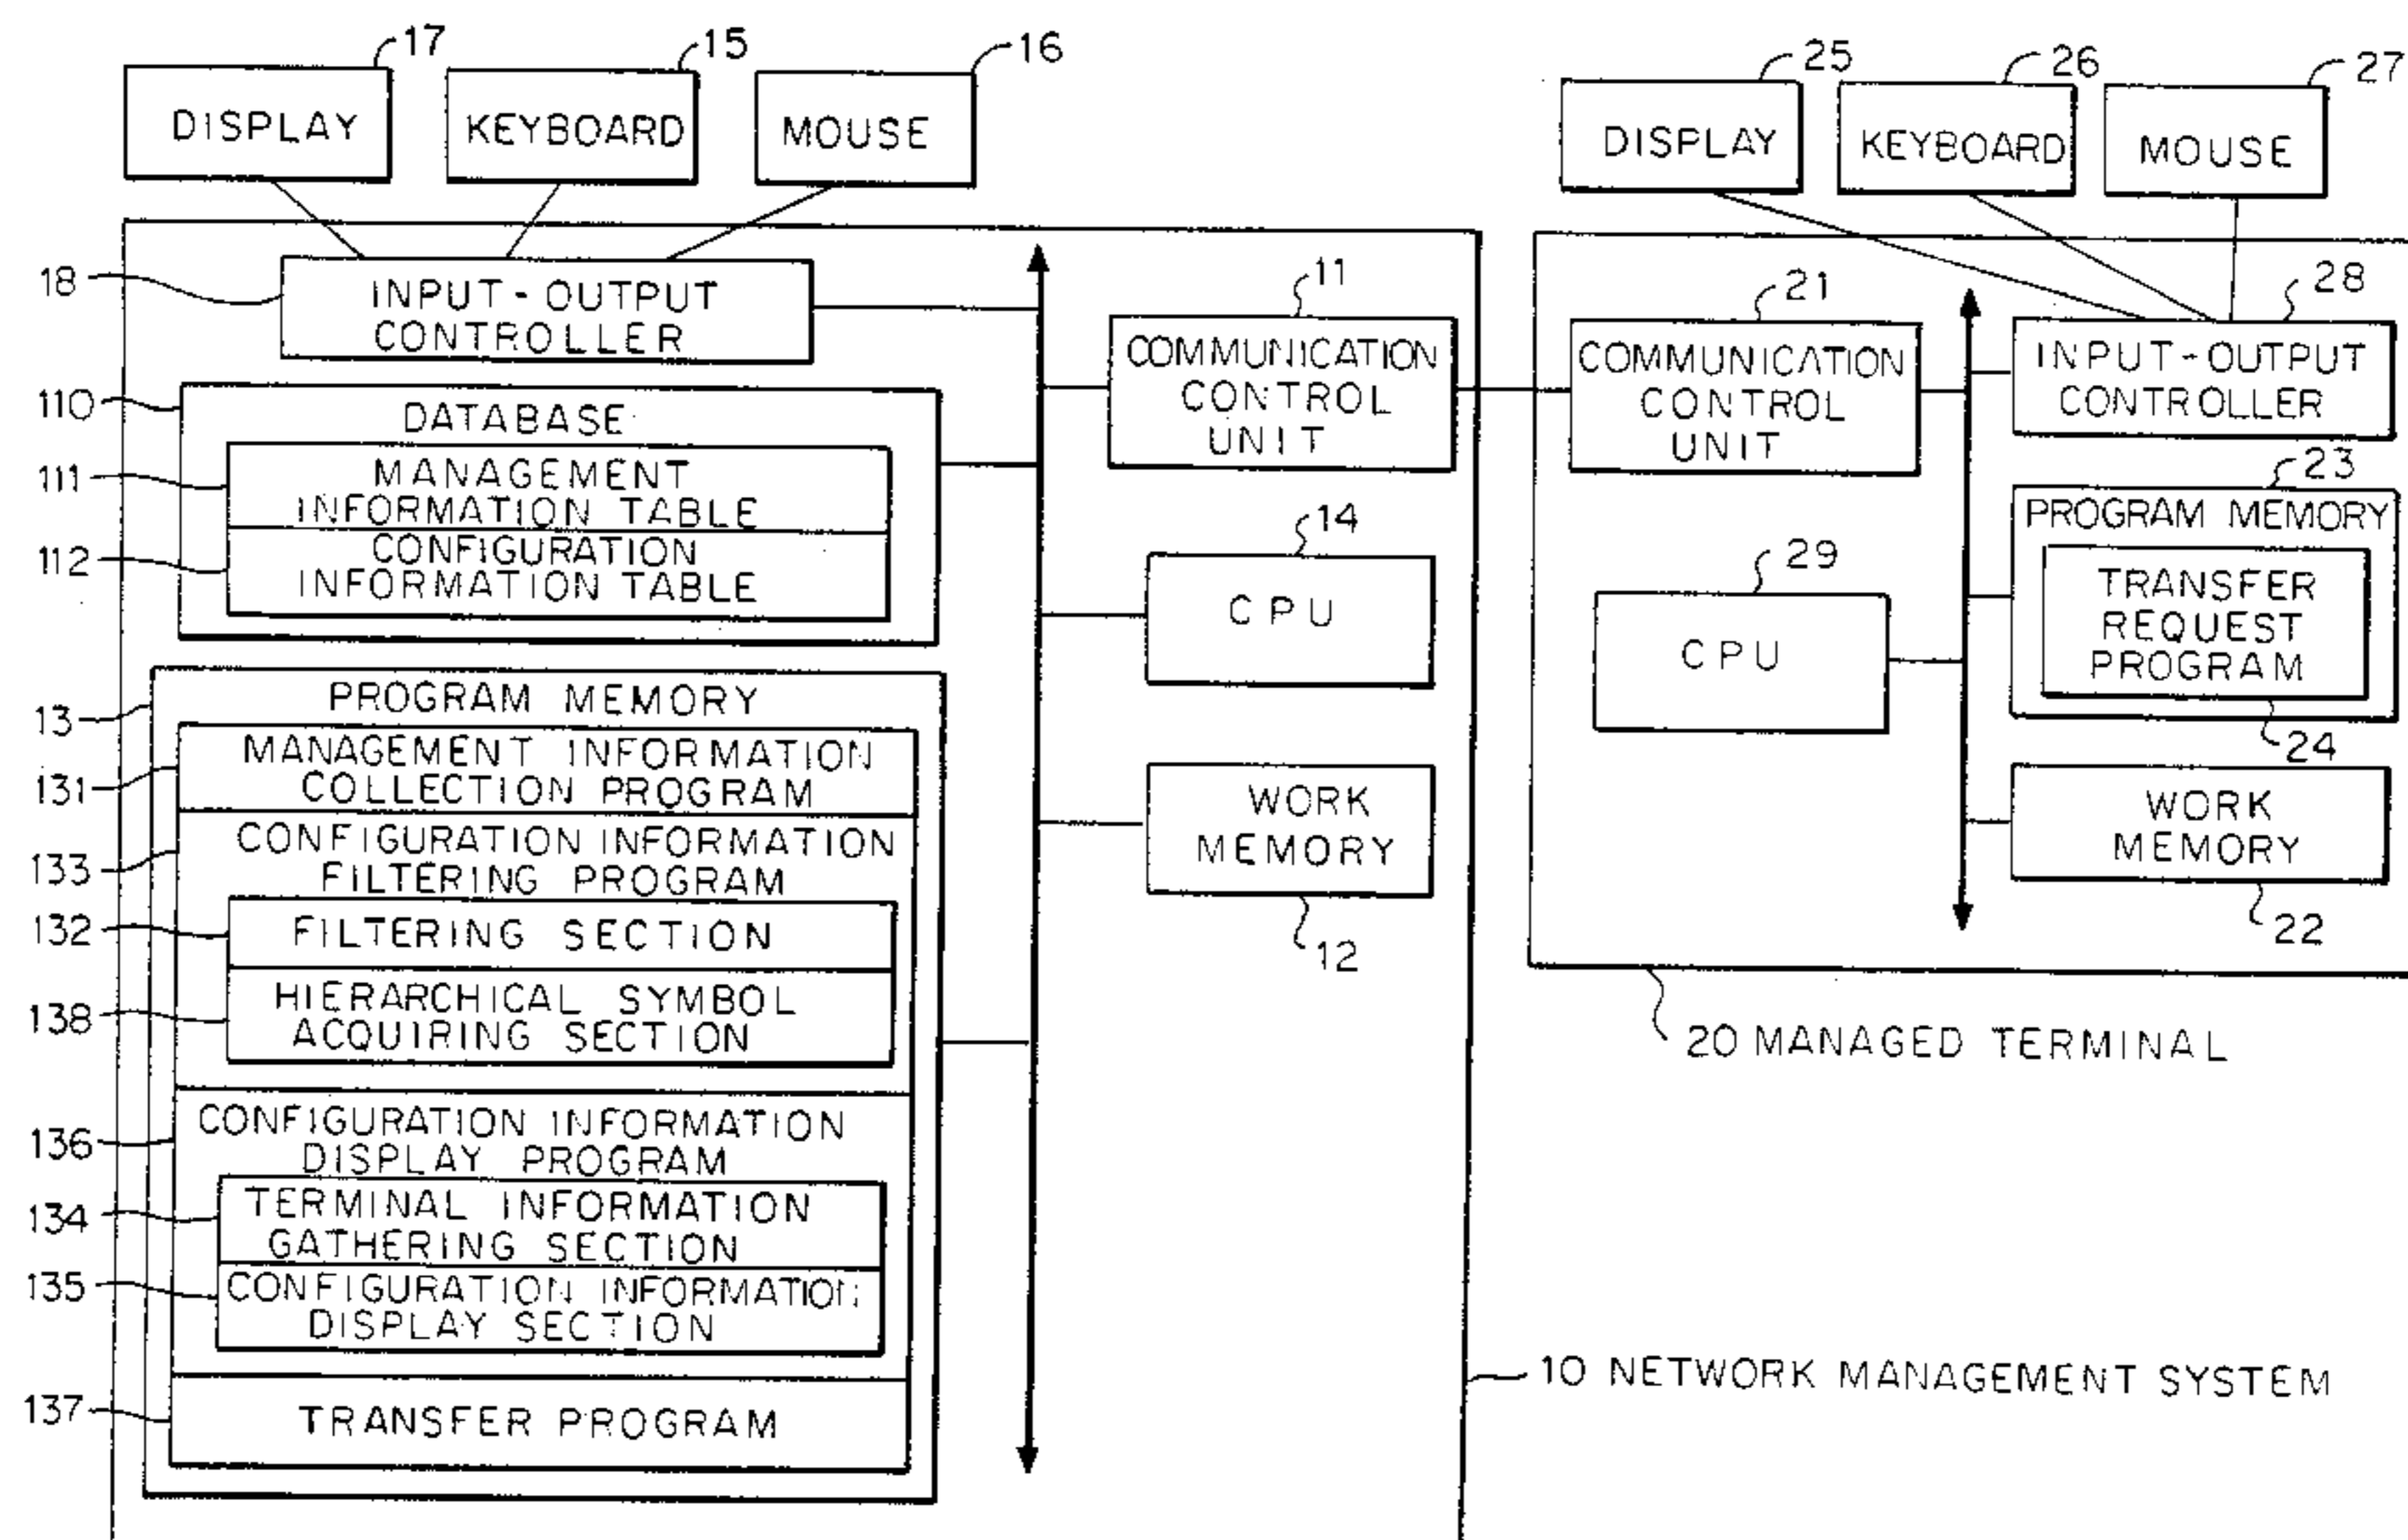 17
15
16
DISPLAY
KEYBOARD
MOUSE
18
INPUT-OUTPUT
CONTROLLER
110
DATABASE
111
MANAGEMENT
INFORMATION TABLE
112
CONFIGURATION
INFORMATION TABLE
13
PROGRAM MEMORY
131
MANAGEMENT INFORMATION
COLLECTION PROGRAM
133
CONFIGURATION INFORMATION
FILTERING PROGRAM
132
FILTERING SECTION
138
HIERARCHICAL SYMBOL
ACQUIRING SECTION
136
CONFIGURATION INFORMATION
DISPLAY PROGRAM
134
TERMINAL INFORMATION
GATHERING SECTION
135
CONFIGURATION INFORMATION
DISPLAY SECTION
137
TRANSFER PROGRAM
11
COMMUNICATION
CONTROL
UNIT
14
CPU
WORK
MEMORY
12
10 NETWORK MANAGEMENT SYSTEM
25
26
27
DISPLAY
KEYBOARD
MOUSE
21
COMMUNICATION
CONTROL
UNIT
28
INPUT-OUTPUT
CONTROLLER
23
PROGRAM MEMORY
TRANSFER
REQUEST
PROGRAM
24
29
CPU
WORK
MEMORY
22
20 MANAGED TERMINAL